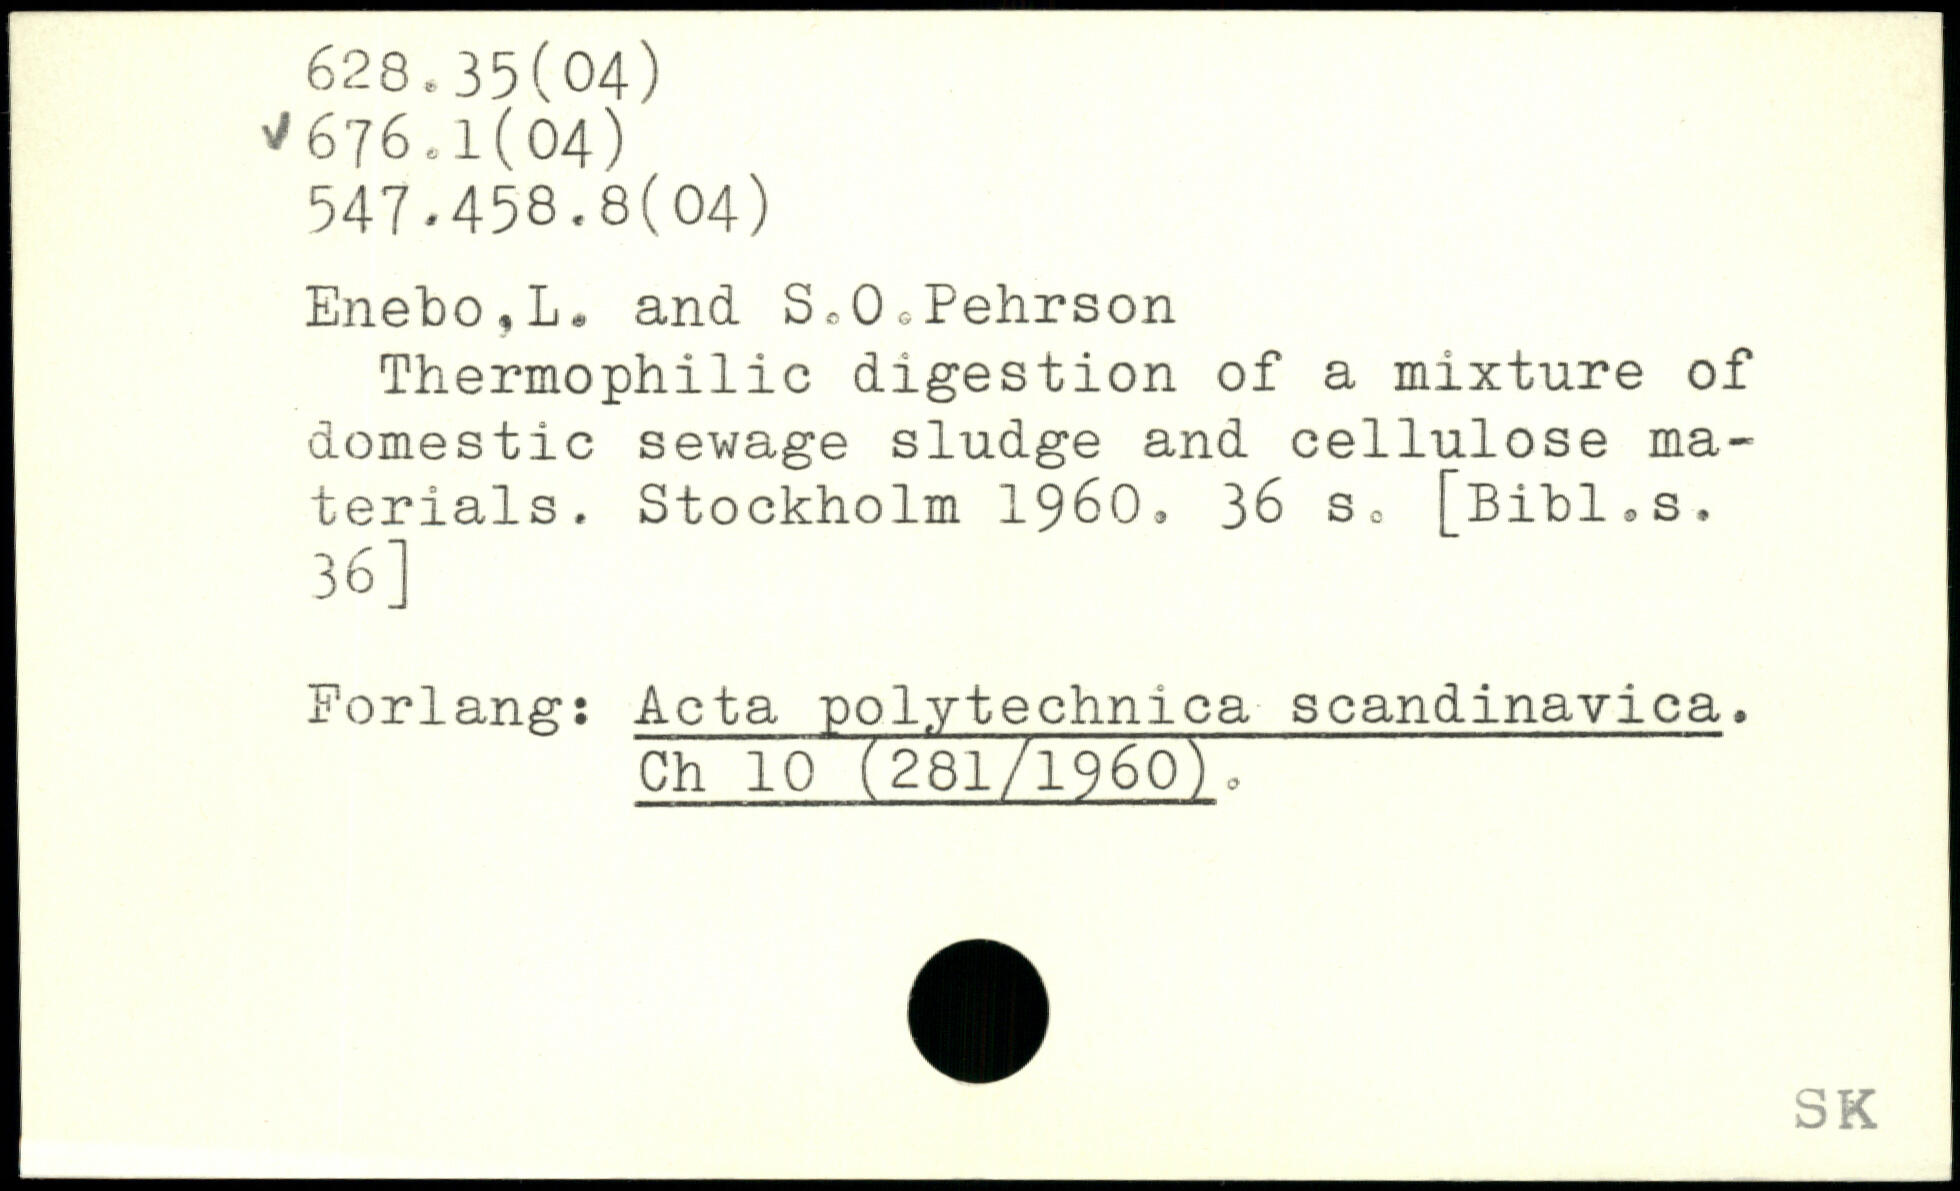 628.35(04)
✓676.1(04)
547.458.8(04)
Enebo,L. and S.O.Pehrson
Thermophilic digestion of a mixture of
domestic sewage sludge and cellulose ma-
terials. Stockholm 1960. 36 s. [Bibl.s.
36]
Forlang: Acta polytechnica scandinavica.
Ch 10 (281/1960).
SK